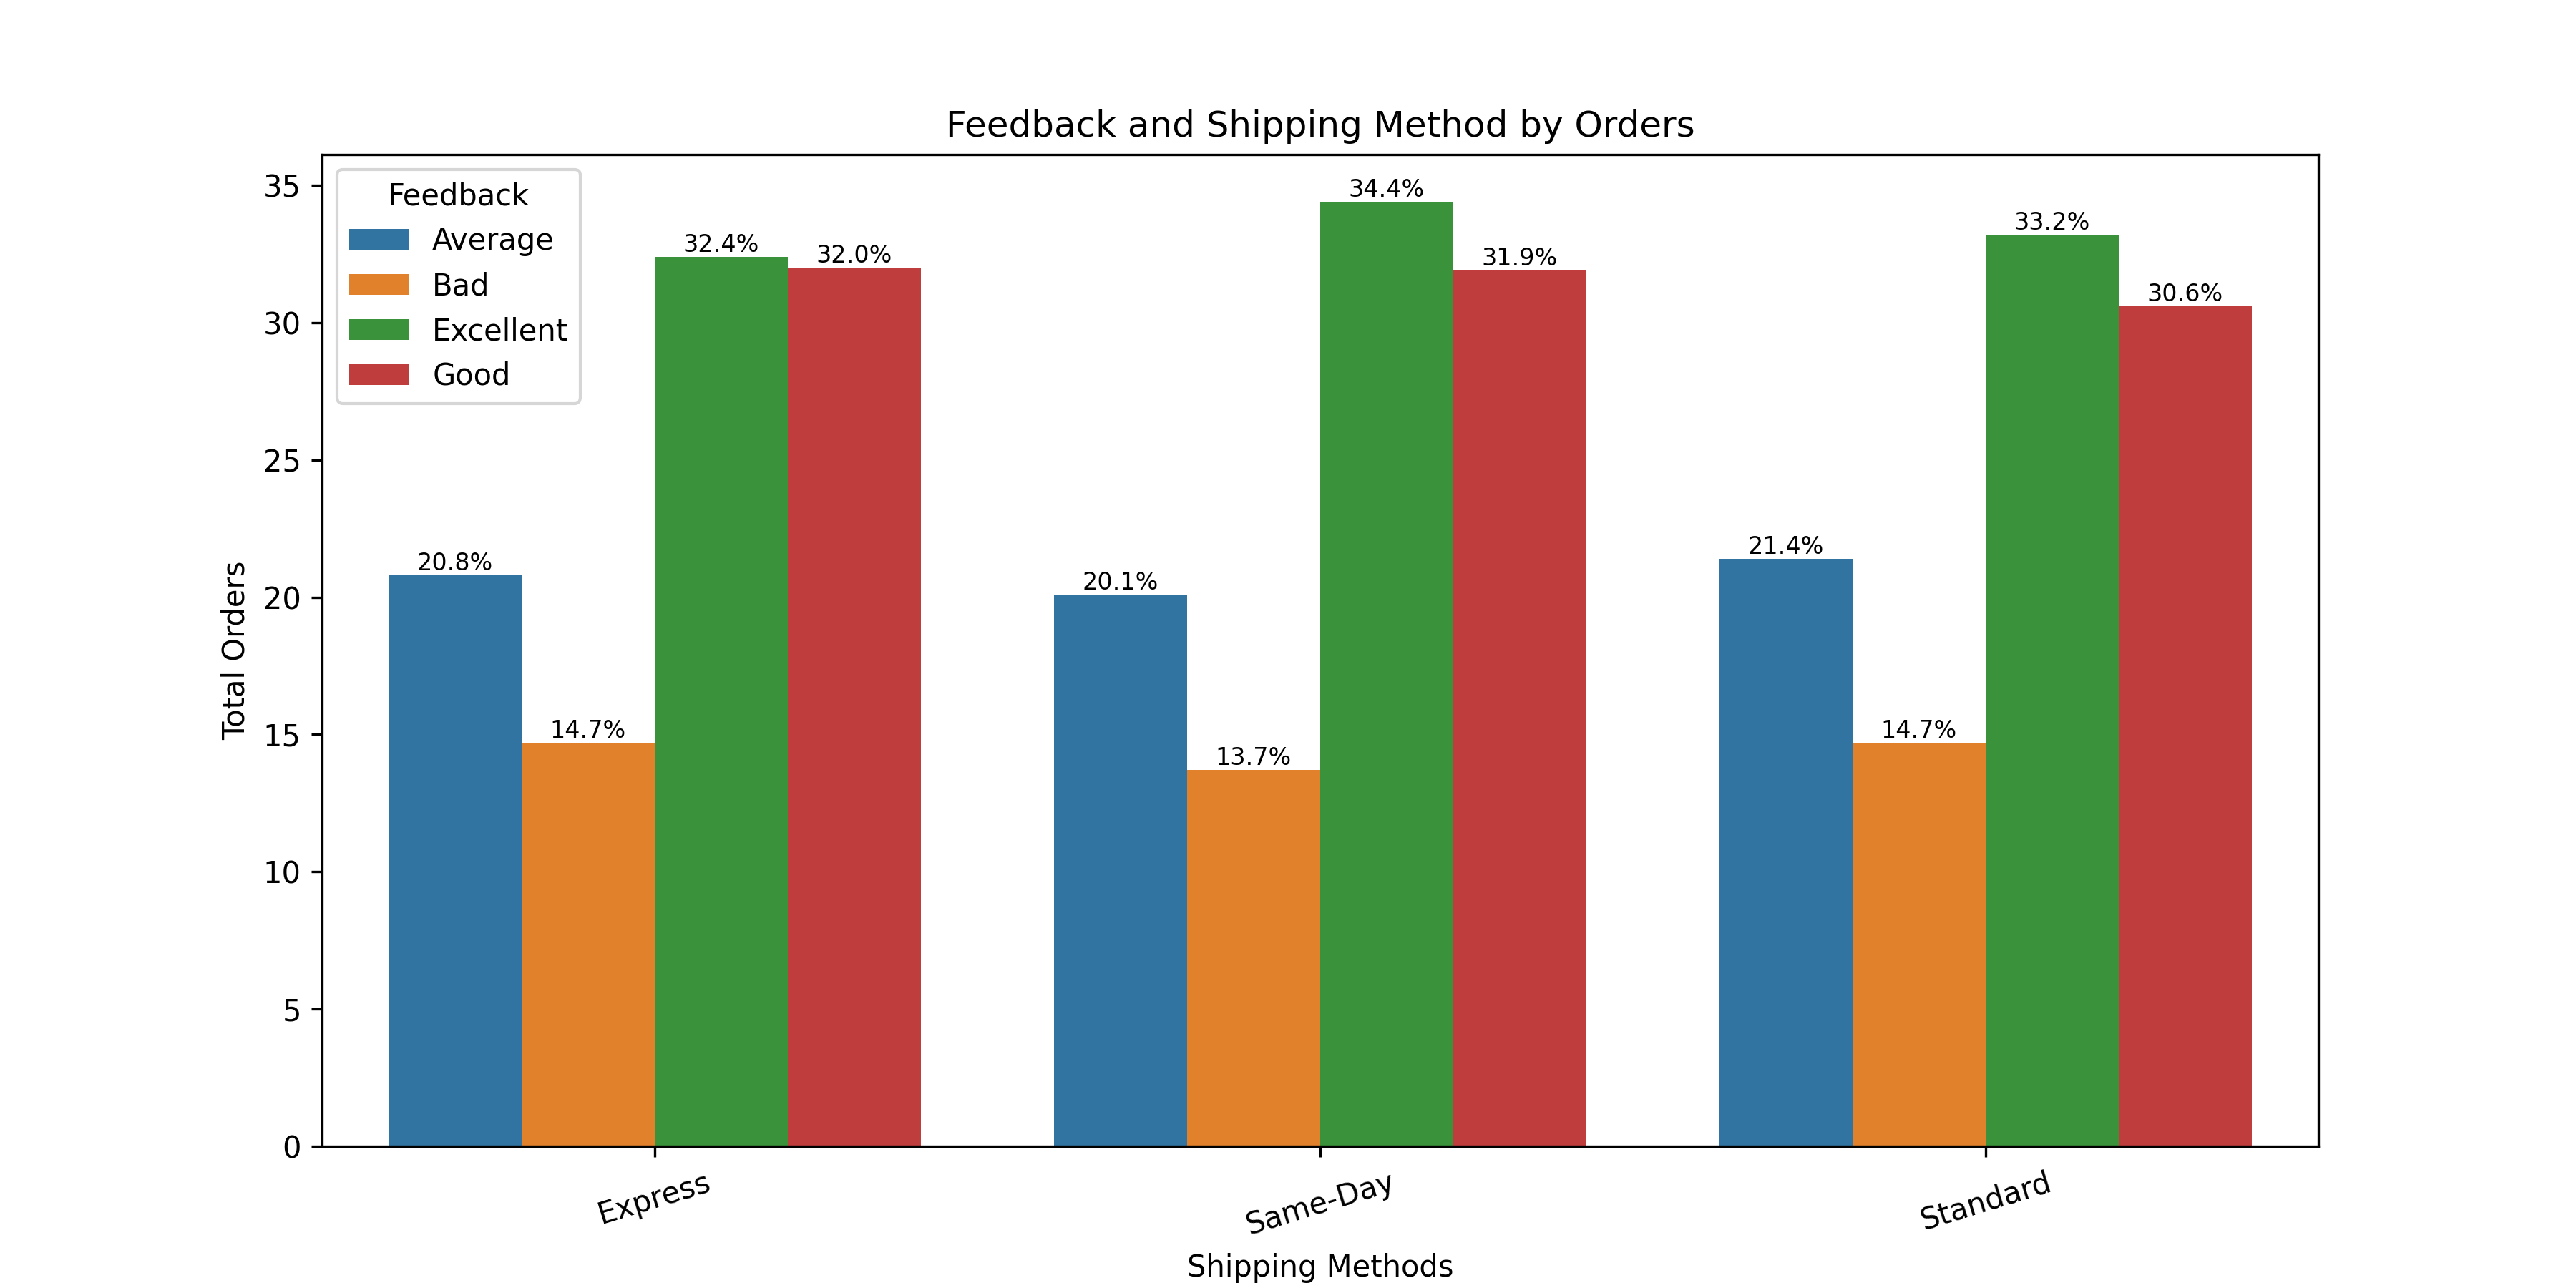 Feedback and Shipping Method by Orders
Feedback
Average
Bad
Excellent
Good
Total Orders
35
30
25
20
15
10
5
0
20.8%
14.7%
32.4%
32.0%
20.1%
13.7%
34.4%
31.9%
21.4%
14.7%
33.2%
30.6%
Express
Same-Day
Standard
Shipping Methods